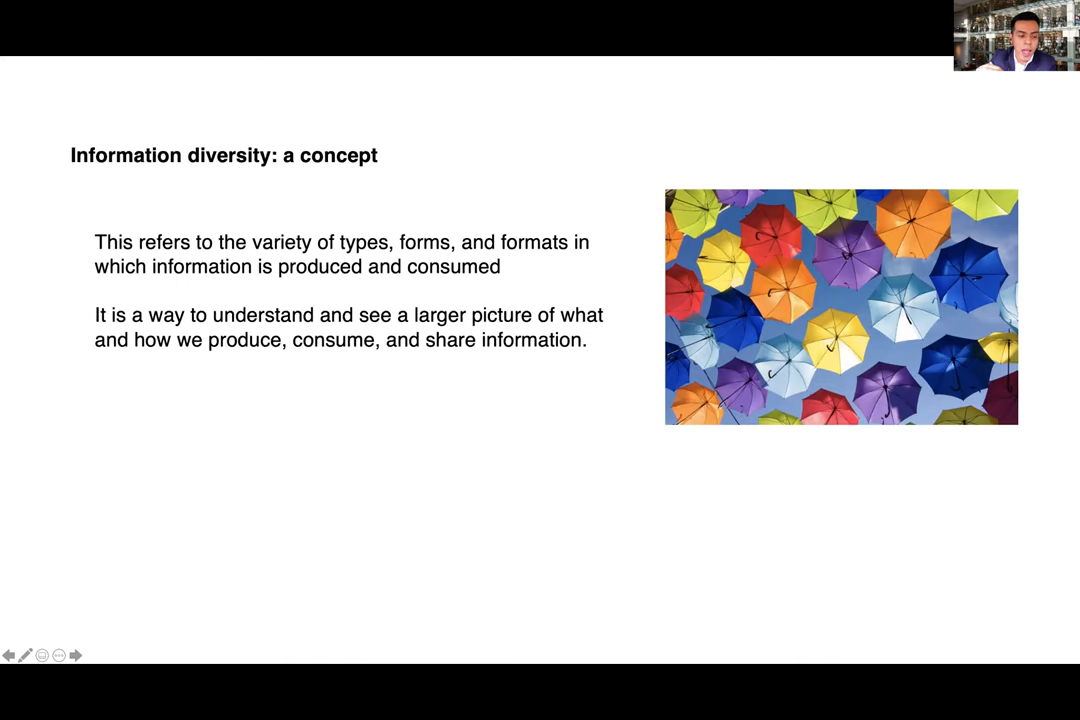 Information diversity: a concept
This refers to the variety of types, forms, and formats in
which information is produced and consumed
It is a way to understand and see a larger picture of what
and how we produce, consume, and share information.